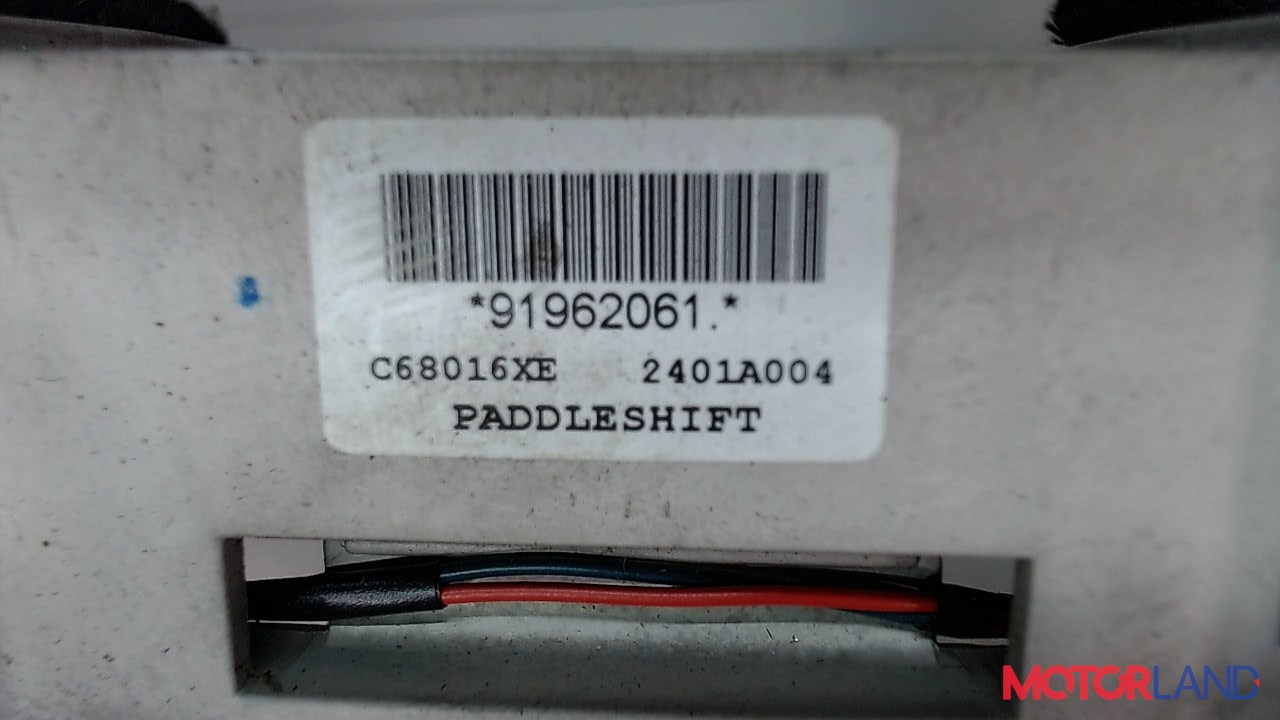 *91962061.*
C68016XE 2401A004
PADDLESHIFT
MOTORLAND